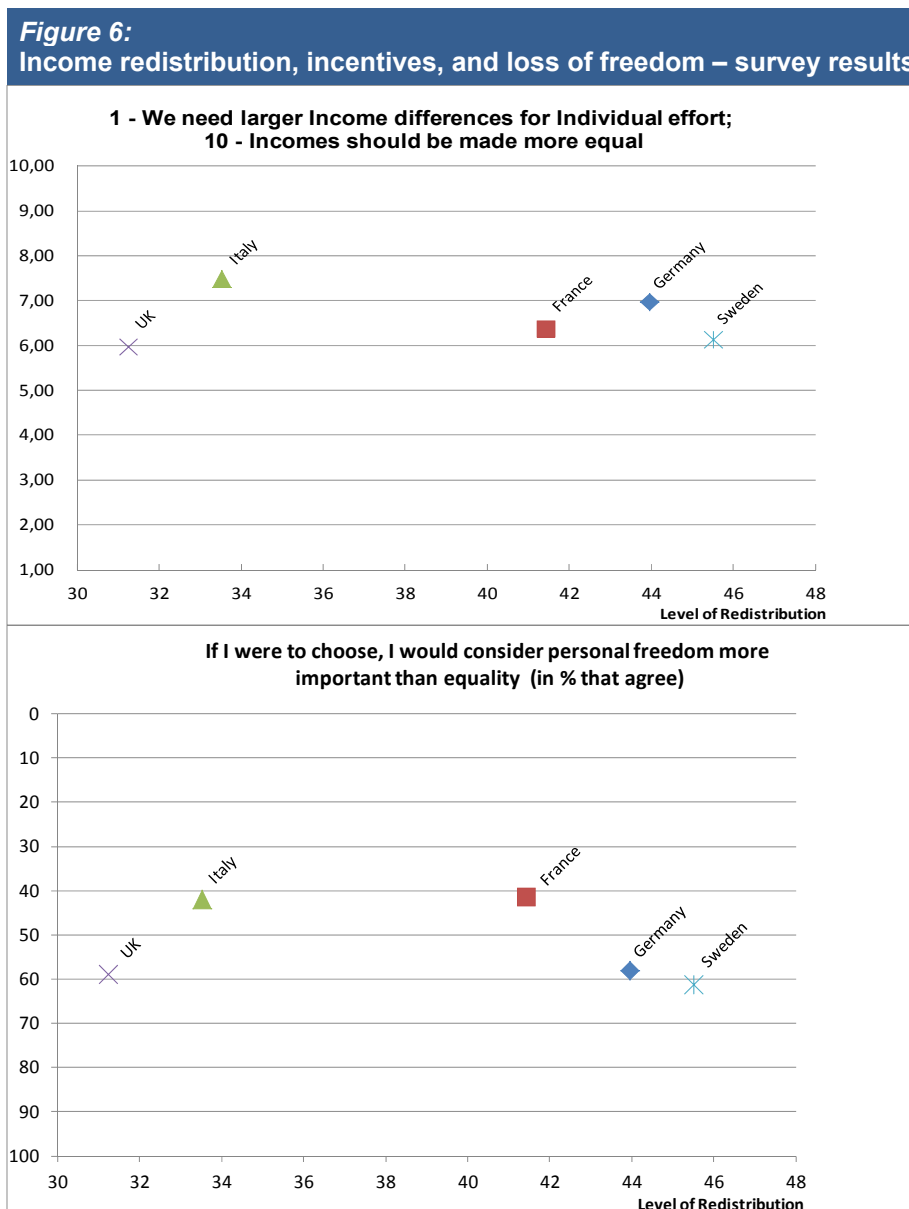 Figure 6:
Income redistribution, incentives, and loss of freedom – survey results
1 - We need larger Income differences for Individual effort;
10 - Incomes should be made more equal
10,00
9,00
8,00
7,00
6,00
5,00
4,00
3,00
2,00
1,00
UK
Italy
France
Germany
Sweden
30 32 34 36 38 40 42 44 46 48
Level of Redistribution
If I were to choose, I would consider personal freedom more
important than equality (in % that agree)
0
10
20
30
40
50
60
70
80
90
100
UK
Italy
France
Germany
Sweden
30 32 34 36 38 40 42 44 46 48
Level of Redistribution